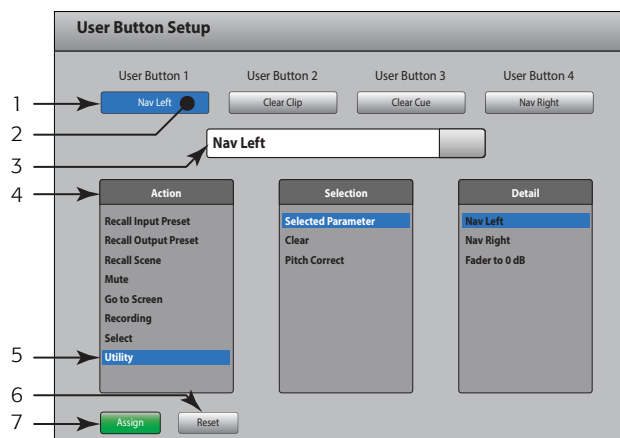 User Button Setup
User Button 1 User Button 2 User Button 3 User Button 4
1 Nav Left Clear Clip Clear Cue Nav Right
2
3 Nav Left
4 Action Selection Detail
Recall Input Preset Selected Parameter Nav Left
Recall Output Preset Clear Nav Right
Recall Scene Pitch Correct Fader to 0 dB
Mute
Go to Screen
Recording
Select
5 Utility
6
7 Assign Reset